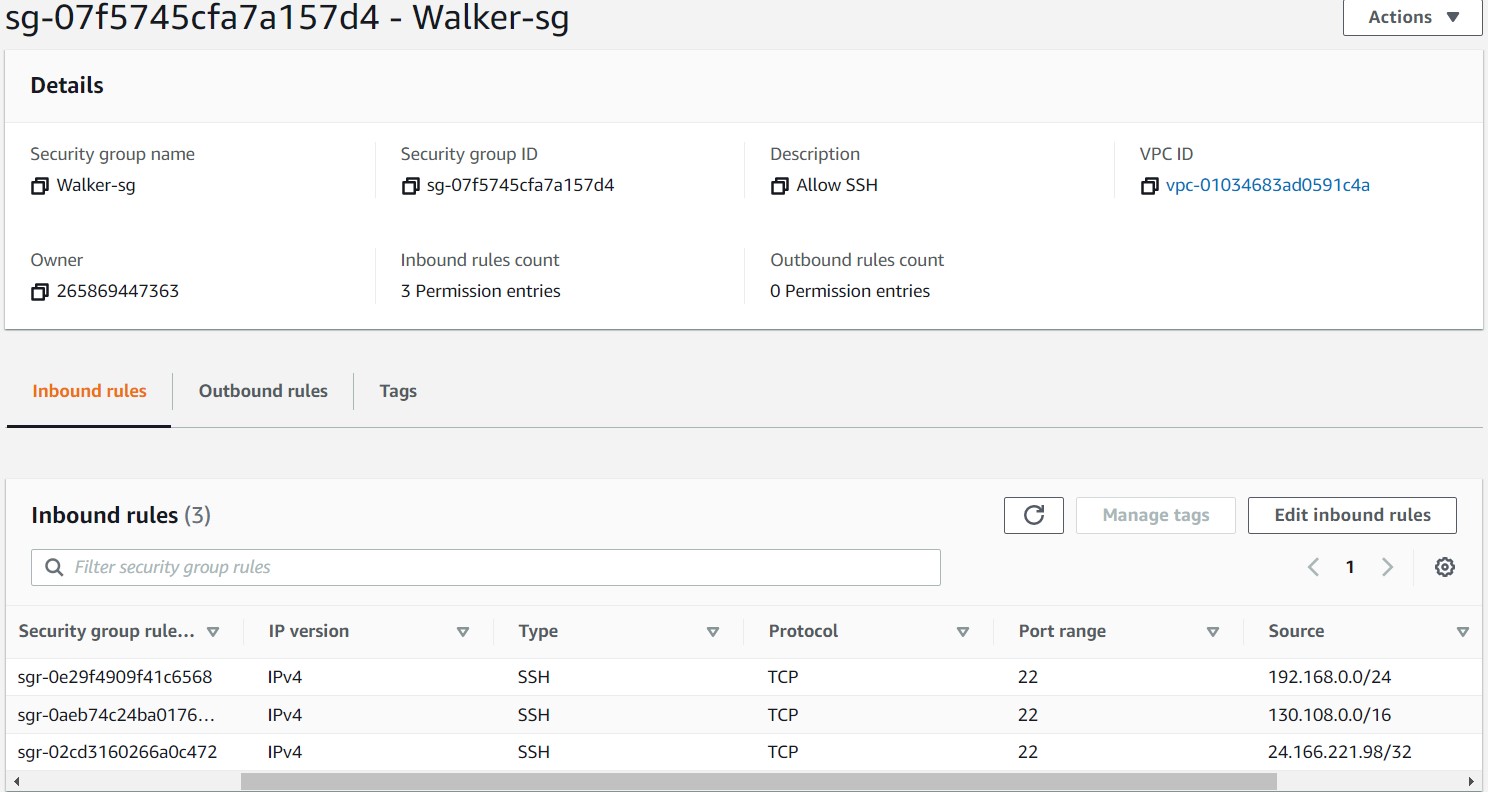 sg-07f5745cfa7a157d4 - Walker-sg
Actions
Details
Security group name
Walker-sg
Security group ID
sg-07f5745cfa7a157d4
Description
Allow SSH
VPC ID
vpc-01034683ad0591c4a
Owner
265869447363
Inbound rules count
3 Permission entries
Outbound rules count
0 Permission entries
Inbound rules Outbound rules Tags
Inbound rules (3)
Manage tags
Edit inbound rules
Filter security group rules
1
Security group rule... IP version Type Protocol Port range Source
sgr-0e29f4909f41c6568 IPv4 SSH TCP 22 192.168.0.0/24
sgr-0aeb74c24ba0176... IPv4 SSH TCP 22 130.108.0.0/16
sgr-02cd3160266a0c472 IPv4 SSH TCP 22 24.166.221.98/32